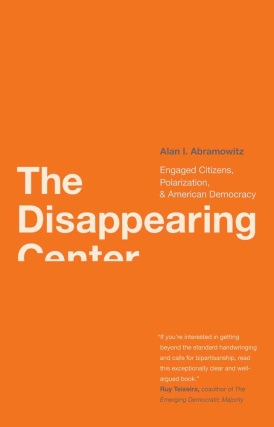 Alan I. Abramowitz
Engaged Citizens,
Polarization,
& American Democracy
The
Disappearing
Center
"If you're interested in getting
beyond the standard handwringing
and calls for bipartisanship, read
this exceptionally clear and well-
argued book."
Ruy Teixeira, coauthor of The
Emerging Democratic Majority